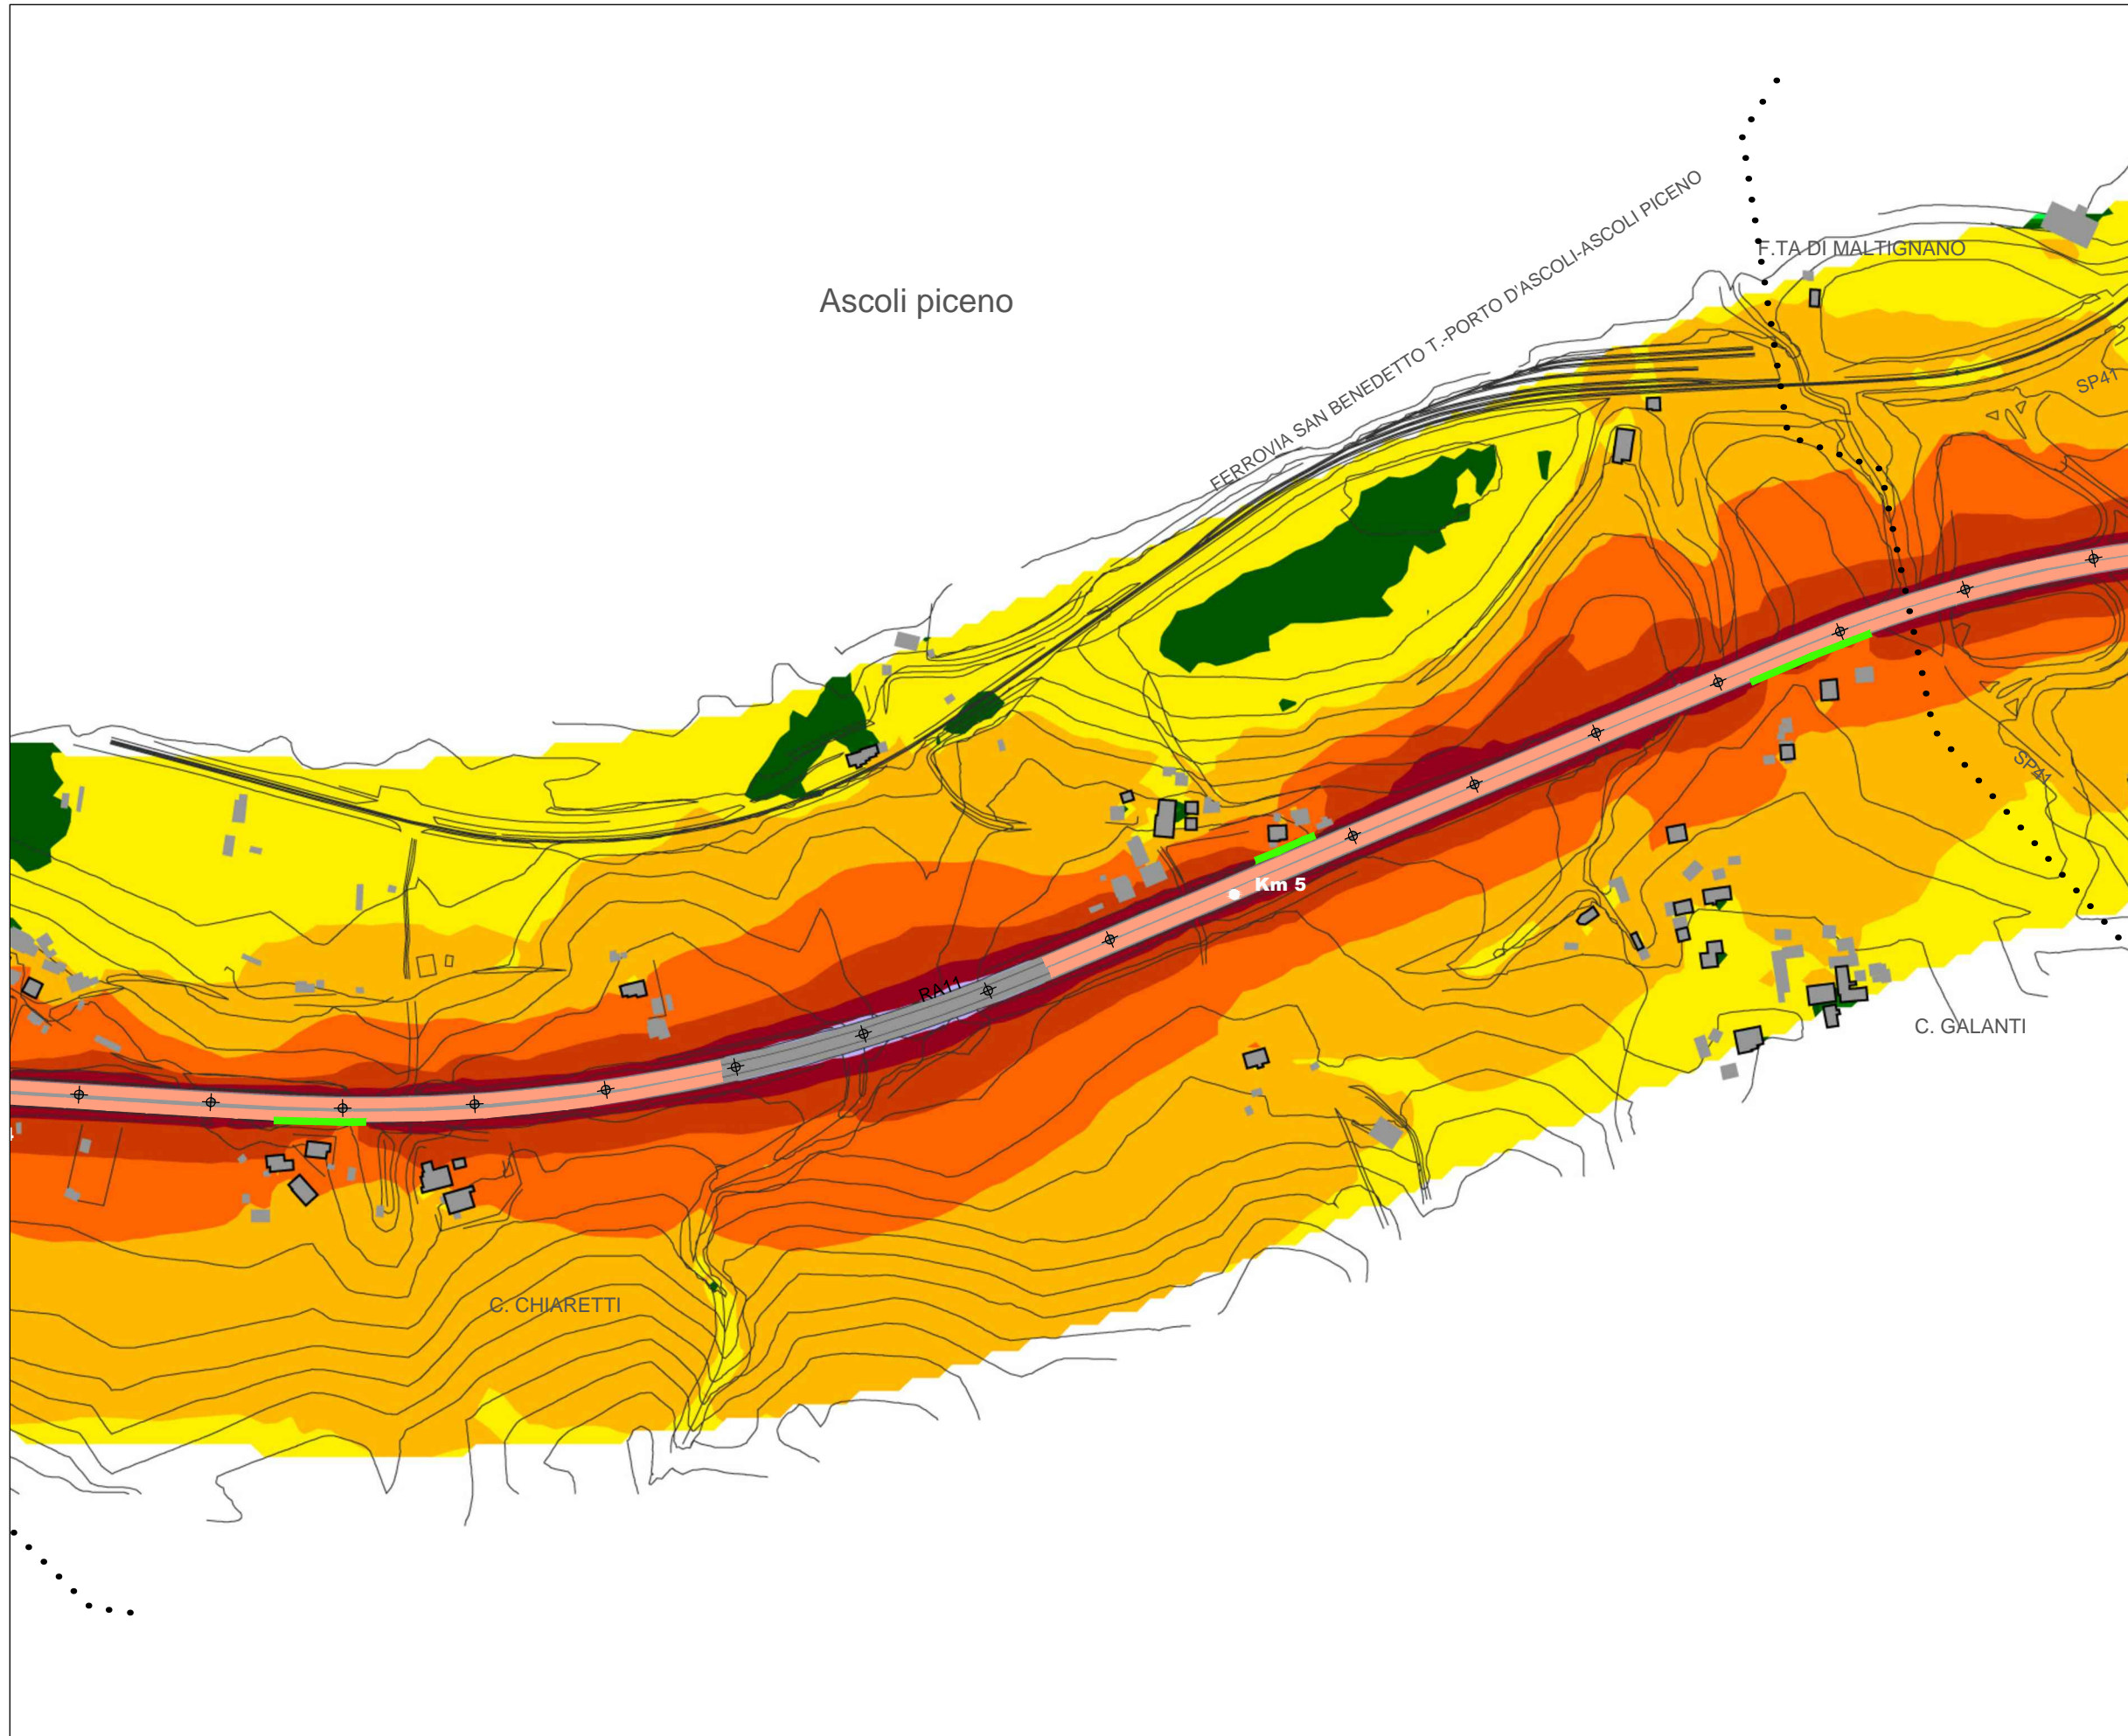 FERROVIA SAN BENEDETTO T.-PORTO D'ASCOLI-ASCOLI PICENO
F.TA DI MALTIGNANO
Ascoli piceno
SP41
SP41
Km 5
RA11
C. GALANTI
C. CHIARETTI